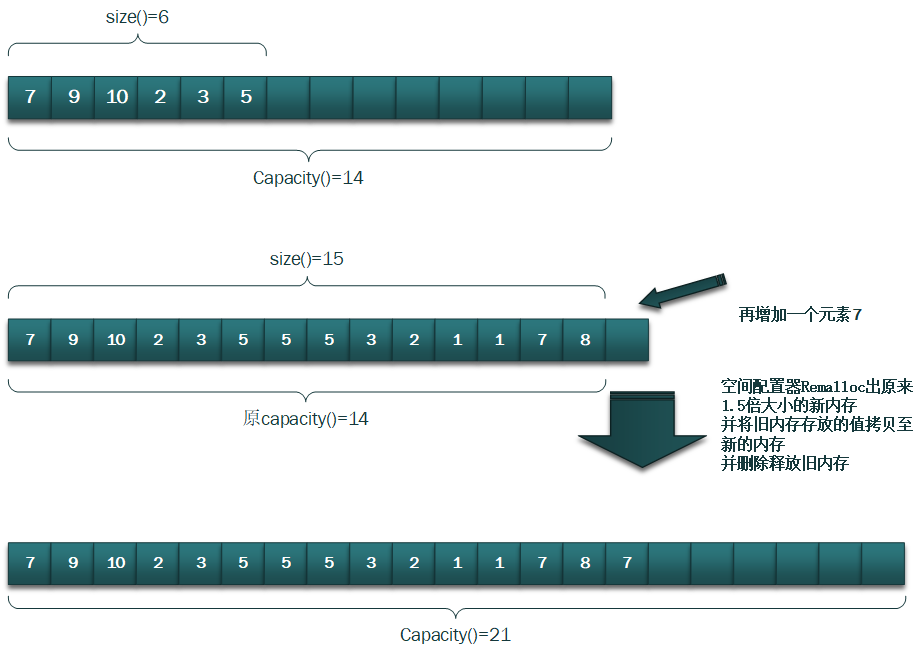 size()=6
7 9 10 2 3 5
Capacity()=14
size()=15
再增加一个元素7
7 9 10 2 3 5 5 5 3 2 1 1 7 8
原capacity()=14
空间配置器Remalloc出原来
1.5倍大小的新内存
并将旧内存存放的值拷贝至
新的内存
并删除释放旧内存
7 9 10 2 3 5 5 5 3 2 1 1 7 8 7
Capacity()=21